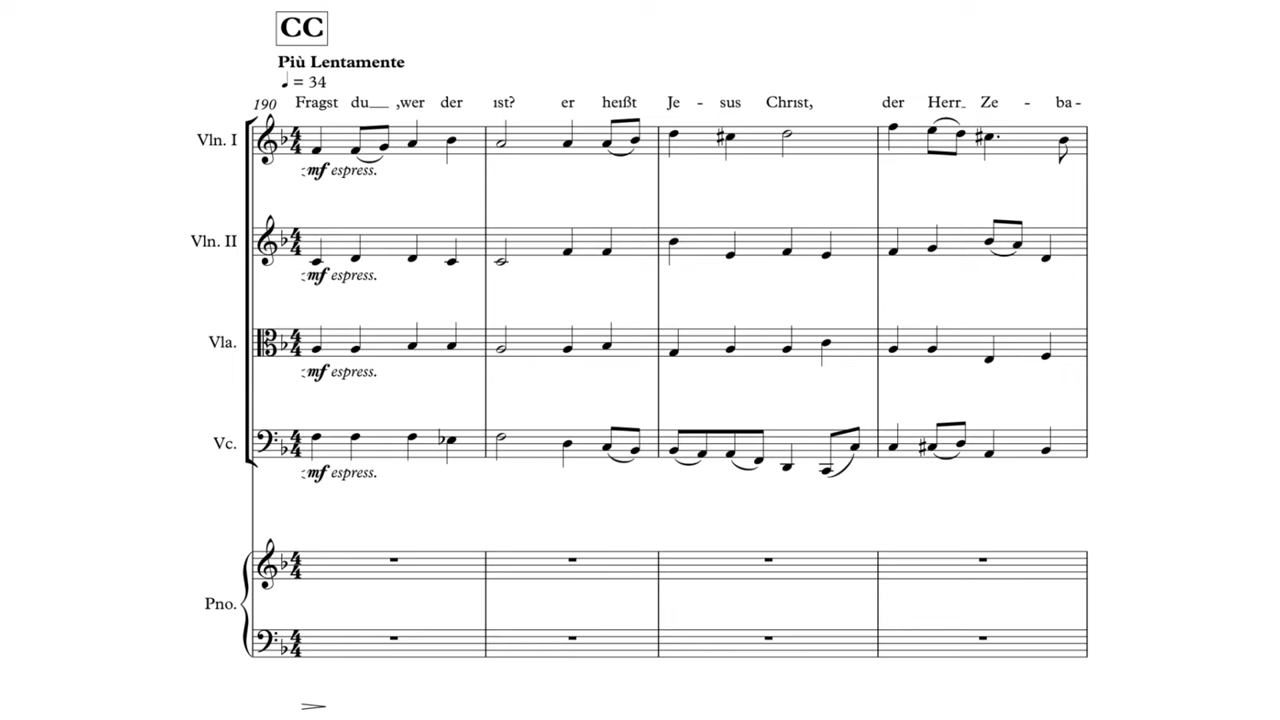 CC
Più Lentamente
♩ = 34
190 Fragst du__ ,wer der ist? er heißt Je - sus Christ, der Herr_ Ze - ba-
Vln. I
mf espress.
Vln. II
mf espress.
Vla.
mf espress.
Vc.
mf espress.
Pno.